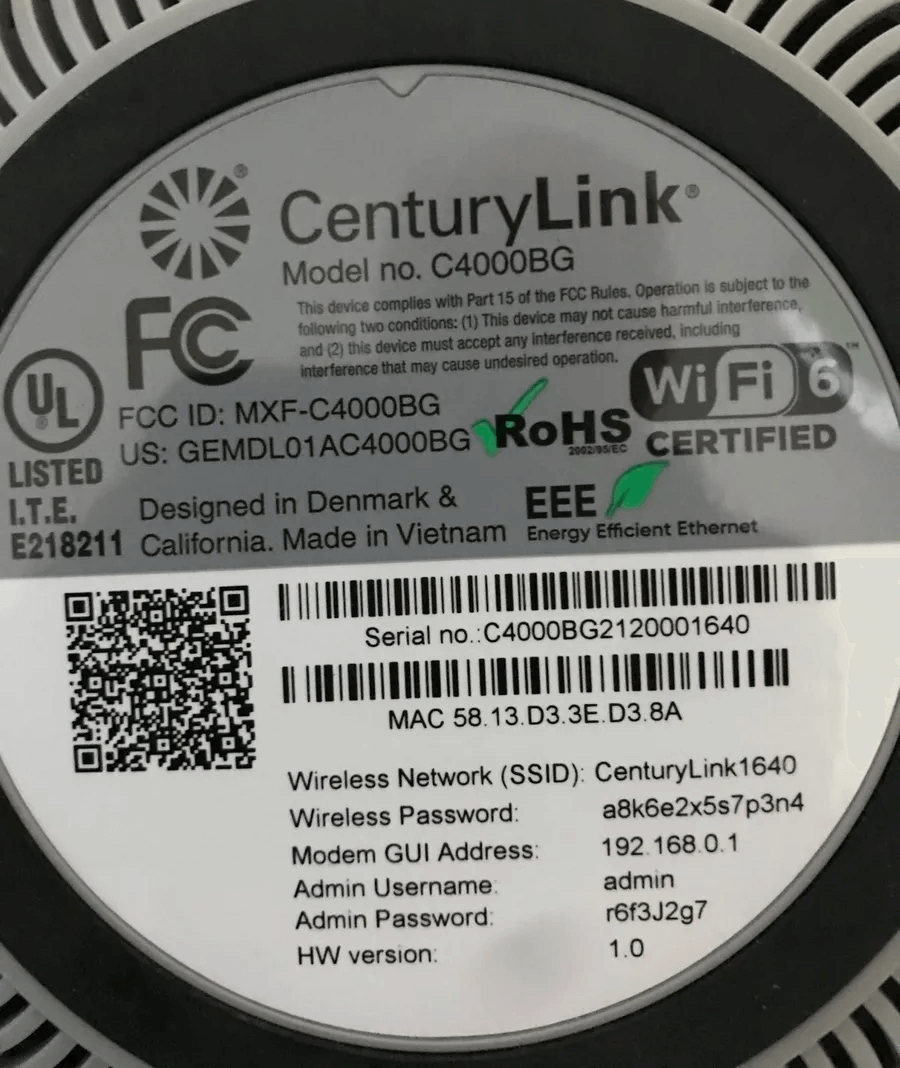 CenturyLink®
Model no. C4000BG
FC
This device complies with Part 15 of the FCC Rules. Operation is subject to the
following two conditions: (1) This device may not cause harmful interference,
and (2) this device must accept any interference received, including
interference that may cause undesired operation.
UL®
LISTED
I.T.E.
E218211
FCC ID: MXF-C4000BG
US: GEMDL01AC4000BG
RoHS
2002/95/EC
WiFi 6™
CERTIFIED
Designed in Denmark &
California. Made in Vietnam
EEE
Energy Efficient Ethernet
Serial no.:C4000BG2120001640
MAC 58.13.D3.3E.D3.8A
Wireless Network (SSID): CenturyLink1640
Wireless Password: a8k6e2x5s7p3n4
Modem GUI Address: 192.168.0.1
Admin Username: admin
Admin Password: r6f3J2g7
HW version: 1.0